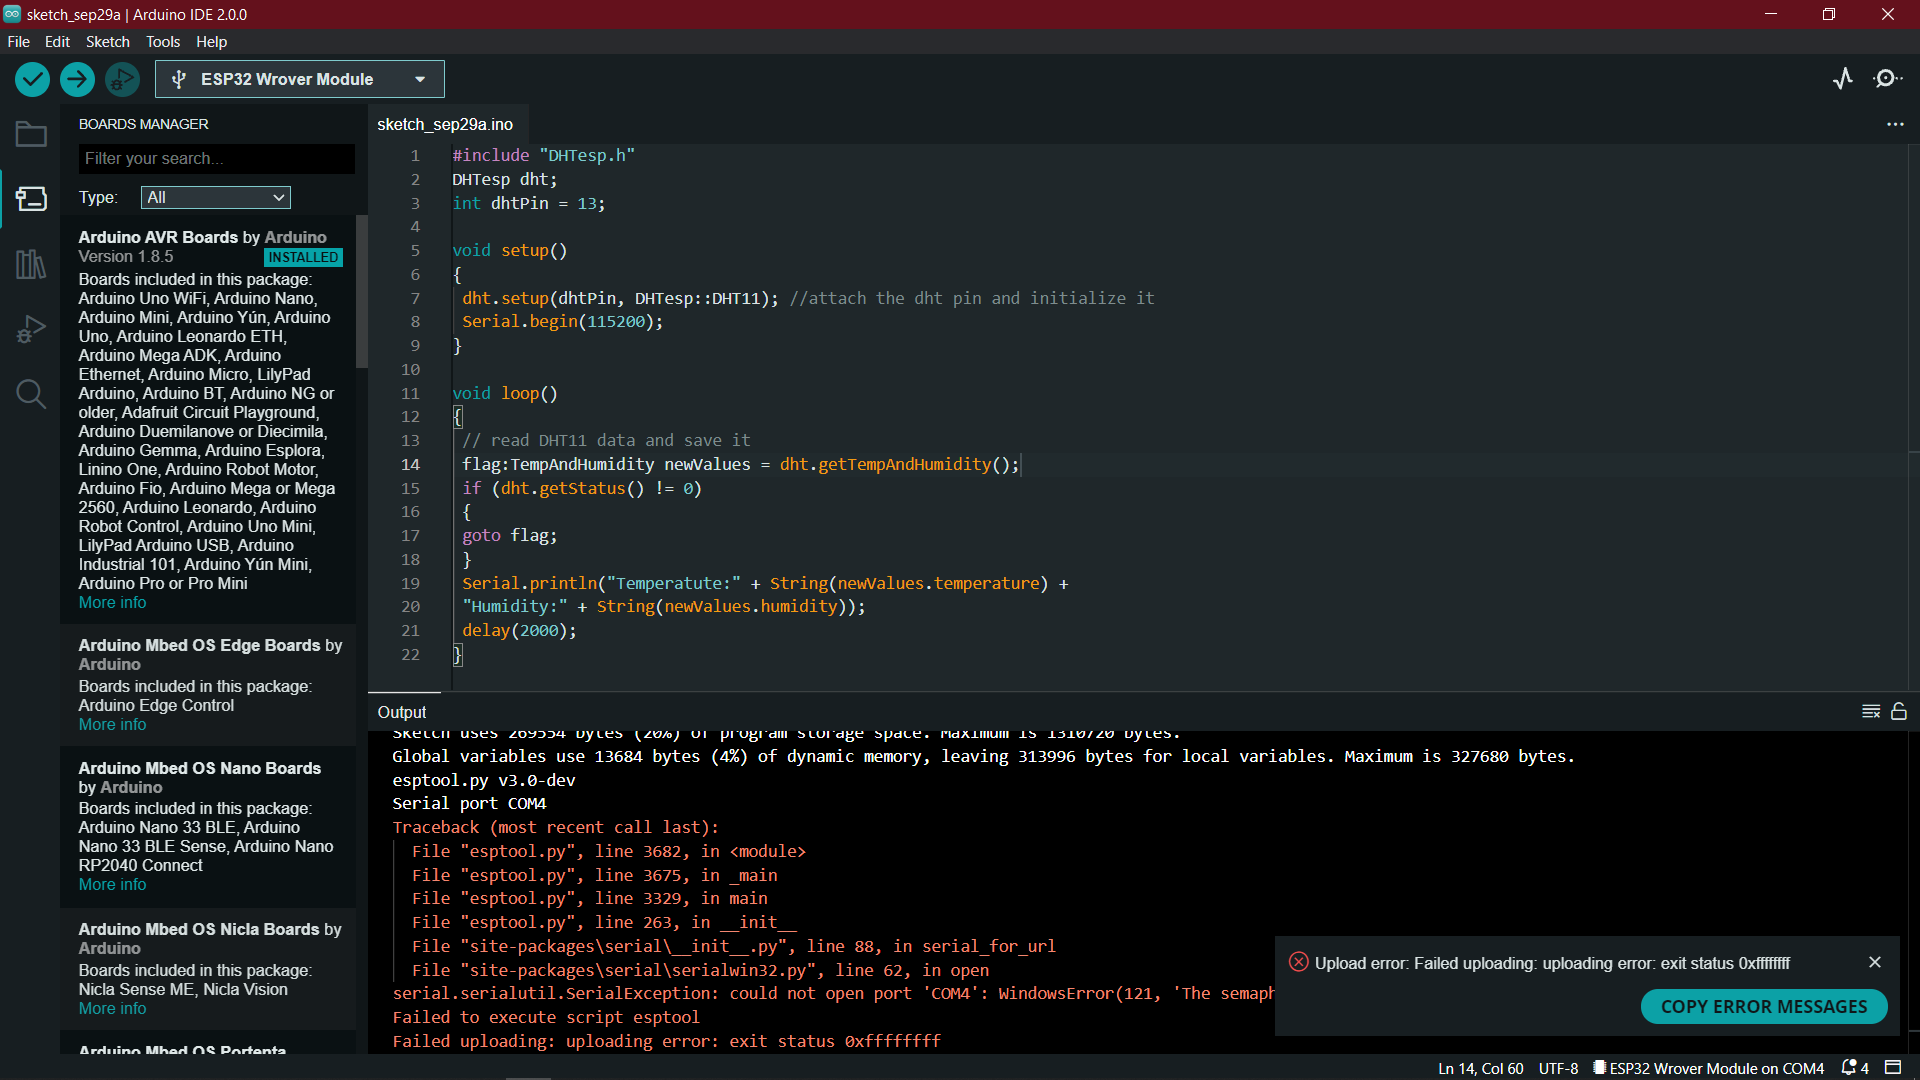 sketch_sep29a | Arduino IDE 2.0.0
File Edit Sketch Tools Help
ESP32 Wrover Module
BOARDS MANAGER
Filter your search...
Type: All
Arduino AVR Boards by Arduino
Version 1.8.5 INSTALLED
Boards included in this package:
Arduino Uno WiFi, Arduino Nano,
Arduino Mini, Arduino Yún, Arduino
Uno, Arduino Leonardo ETH,
Arduino Mega ADK, Arduino
Ethernet, Arduino Micro, LilyPad
Arduino, Arduino BT, Arduino NG or
older, Adafruit Circuit Playground,
Arduino Duemilanove or Diecimila,
Arduino Gemma, Arduino Esplora,
Linino One, Arduino Robot Motor,
Arduino Fio, Arduino Mega or Mega
2560, Arduino Leonardo, Arduino
Robot Control, Arduino Uno Mini,
LilyPad Arduino USB, Arduino
Industrial 101, Arduino Yún Mini,
Arduino Pro or Pro Mini
More info
Arduino Mbed OS Edge Boards by
Arduino
Boards included in this package:
Arduino Edge Control
More info
Arduino Mbed OS Nano Boards
by Arduino
Boards included in this package:
Arduino Nano 33 BLE, Arduino
Nano 33 BLE Sense, Arduino Nano
RP2040 Connect
More info
Arduino Mbed OS Nicla Boards by
Arduino
Boards included in this package:
Nicla Sense ME, Nicla Vision
More info
Arduino Mbed OS Portenta
sketch_sep29a.ino
1 #include "DHTesp.h"
2 DHTesp dht;
3 int dhtPin = 13;
4
5 void setup()
6 {
7 dht.setup(dhtPin, DHTesp::DHT11); //attach the dht pin and initialize it
8 Serial.begin(115200);
9 }
10
11 void loop()
12 {
13 // read DHT11 data and save it
14 flag:TempAndHumidity newValues = dht.getTempAndHumidity();
15 if (dht.getStatus() != 0)
16 {
17 goto flag;
18 }
19 Serial.println("Temperatute:" + String(newValues.temperature) +
20 "Humidity:" + String(newValues.humidity));
21 delay(2000);
22 }
Output
Sketch uses 269554 bytes (20%) of program storage space. Maximum is 1310720 bytes.
Global variables use 13684 bytes (4%) of dynamic memory, leaving 313996 bytes for local variables. Maximum is 327680 bytes.
esptool.py v3.0-dev
Serial port COM4
Traceback (most recent call last):
File "esptool.py", line 3682, in <module>
File "esptool.py", line 3675, in _main
File "esptool.py", line 3329, in main
File "esptool.py", line 263, in __init__
File "site-packages\serial\__init__.py", line 88, in serial_for_url
File "site-packages\serial\serialwin32.py", line 62, in open
serial.serialutil.SerialException: could not open port 'COM4': WindowsError(121, 'The semaph
Failed to execute script esptool
Failed uploading: uploading error: exit status 0xffffffff
Upload error: Failed uploading: uploading error: exit status 0xffffffff
COPY ERROR MESSAGES
Ln 14, Col 60 UTF-8 ESP32 Wrover Module on COM4 4